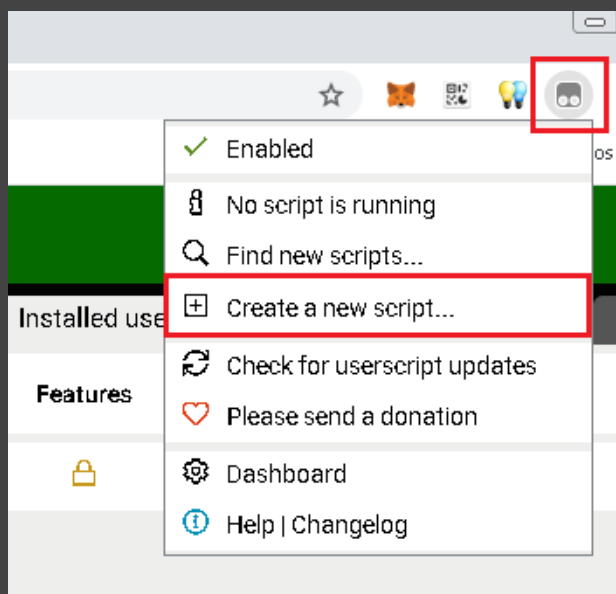 os
Enabled
No script is running
Find new scripts...
Create a new script...
Installed use
Check for userscript updates
Features
Please send a donation
Dashboard
Help | Changelog